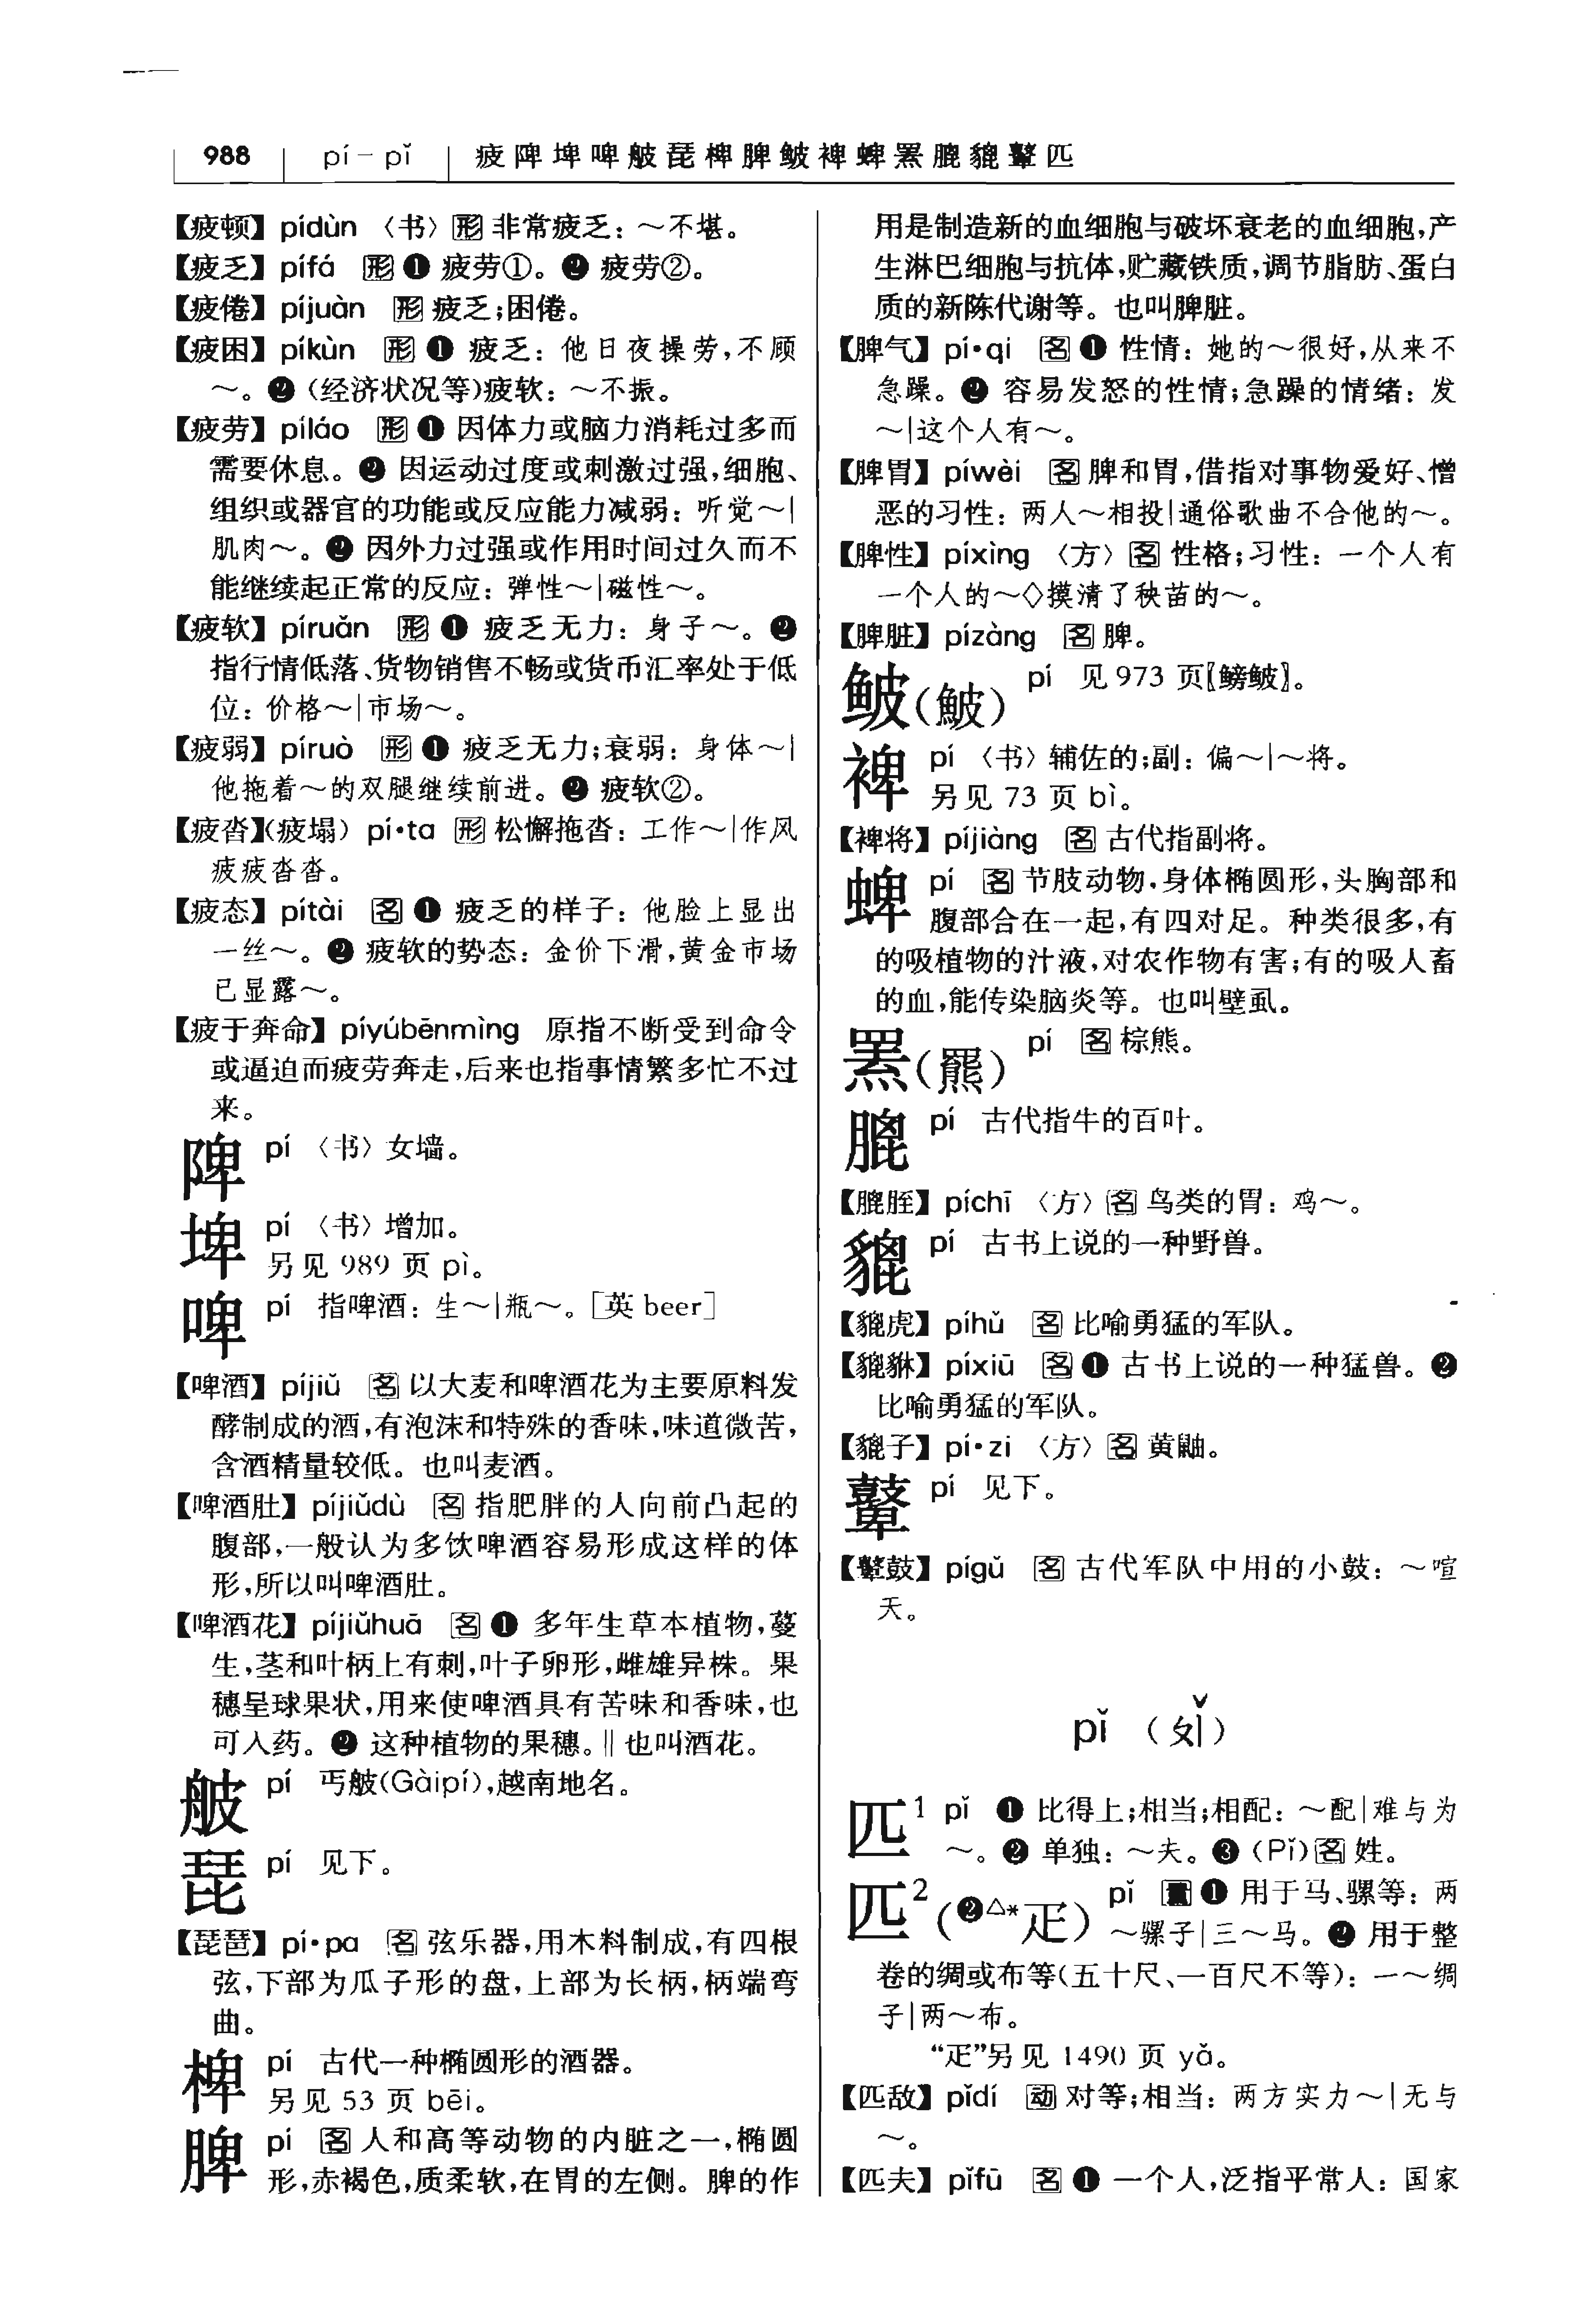 988 pí－pǐ 疲陴埤啤䑽琵椑脾鲏裨蜱罴膍貔鼙匹
【疲顿】pídùn 〈书〉形 非常疲乏：～不堪。
【疲乏】pífá 形 ❶ 疲劳①。❷ 疲劳②。
【疲倦】píjuàn 形 疲乏；困倦。
【疲困】píkùn 形 ❶ 疲乏：他日夜操劳，不顾
～。❷（经济状况等）疲软：～不振。
【疲劳】píláo 形 ❶ 因体力或脑力消耗过多而
需要休息。❷ 因运动过度或刺激过强，细胞、
组织或器官的功能或反应能力减弱：听觉～|
肌肉～。❷ 因外力过强或作用时间过久而不
能继续起正常的反应：弹性～|磁性～。
【疲软】píruǎn 形 ❶ 疲乏无力：身子～。❷
指行情低落、货物销售不畅或货币汇率处于低
位：价格～|市场～。
【疲弱】píruò 形 ❶ 疲乏无力；衰弱：身体～|
他拖着～的双腿继续前进。❷ 疲软②。
【疲沓】（疲塌）pí•ta 形 松懈拖沓：工作～|作风
疲疲沓沓。
【疲态】pítài 名 ❶ 疲乏的样子：他脸上显出
一丝～。❷ 疲软的势态：金价下滑，黄金市场
已显露～。
【疲于奔命】píyúbēnmìng 原指不断受到命令
或逼迫而疲劳奔走，后来也指事情繁多忙不过
来。
陴 pí 〈书〉女墙。
埤 pí 〈书〉增加。
另见 989 页 pì。
啤 pí 指啤酒：生～|瓶～。［英 beer］
【啤酒】píjiǔ 名 以大麦和啤酒花为主要原料发
酵制成的酒，有泡沫和特殊的香味，味道微苦，
含酒精量较低。也叫麦酒。
【啤酒肚】píjiǔdù 名 指肥胖的人向前凸起的
腹部，一般认为多饮啤酒容易形成这样的体
形，所以叫啤酒肚。
【啤酒花】píjiǔhuā 名 ❶ 多年生草本植物，蔓
生，茎和叶柄上有刺，叶子卵形，雌雄异株。果
穗呈球果状，用来使啤酒具有苦味和香味，也
可入药。❷ 这种植物的果穗。‖也叫酒花。
䑽 pí 丐䑽（Gàipí），越南地名。
琵 pí 见下。
【琵琶】pí•pa 名 弦乐器，用木料制成，有四根
弦，下部为瓜子形的盘，上部为长柄，柄端弯
曲。
椑 pí 古代一种椭圆形的酒器。
另见 53 页 bēi。
脾 pí 名 人和高等动物的内脏之一，椭圆
形，赤褐色，质柔软，在胃的左侧。脾的作
用是制造新的血细胞与破坏衰老的血细胞，产
生淋巴细胞与抗体，贮藏铁质，调节脂肪、蛋白
质的新陈代谢等。也叫脾脏。
【脾气】pí•qi 名 ❶ 性情：她的～很好，从来不
急躁。❷ 容易发怒的性情；急躁的情绪：发
～|这个人有～。
【脾胃】píwèi 名 脾和胃，借指对事物爱好、憎
恶的习性：两人～相投|通俗歌曲不合他的～。
【脾性】píxìng 〈方〉名 性格；习性：一个人有
一个人的～◇摸清了秧苗的～。
【脾脏】pízàng 名 脾。
鲏（鮍） pí 见 973 页〖鳑鲏〗。
裨 pí 〈书〉辅佐的；副：偏～|～将。
另见 73 页 bì。
【裨将】píjiàng 名 古代指副将。
蜱 pí 名 节肢动物，身体椭圆形，头胸部和
腹部合在一起，有四对足。种类很多，有
的吸植物的汁液，对农作物有害；有的吸人畜
的血，能传染脑炎等。也叫壁虱。
罴（羆） pí 名 棕熊。
膍 pí 古代指牛的百叶。
【膍胵】píchī 〈方〉名 鸟类的胃：鸡～。
貔 pí 古书上说的一种野兽。
【貔虎】píhǔ 名 比喻勇猛的军队。
【貔貅】píxiū 名 ❶ 古书上说的一种猛兽。❷
比喻勇猛的军队。
【貔子】pí•zi 〈方〉名 黄鼬。
鼙 pí 见下。
【鼙鼓】pígǔ 名 古代军队中用的小鼓：～喧
天。
pǐ （ㄆㄧˇ）
匹1 pǐ ❶ 比得上；相当；相配：～配|难与为
～。❷ 单独：～夫。❸（Pǐ）名 姓。
匹2（❷△*疋） pǐ 量 ❶ 用于马、骡等：两
～骡子|三～马。❷ 用于整
卷的绸或布等（五十尺、一百尺不等）：一～绸
子|两～布。
“疋”另见 1490 页 yǎ。
【匹敌】pǐdí 动 对等；相当：两方实力～|无与
～。
【匹夫】pǐfū 名 ❶ 一个人，泛指平常人：国家